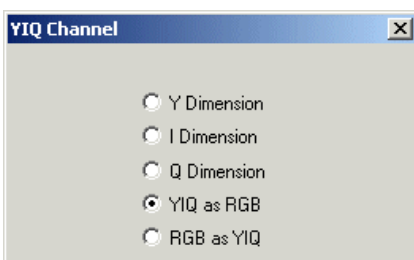 YIQ Channel
Y Dimension
I Dimension
Q Dimension
YIQ as RGB
RGB as YIQ